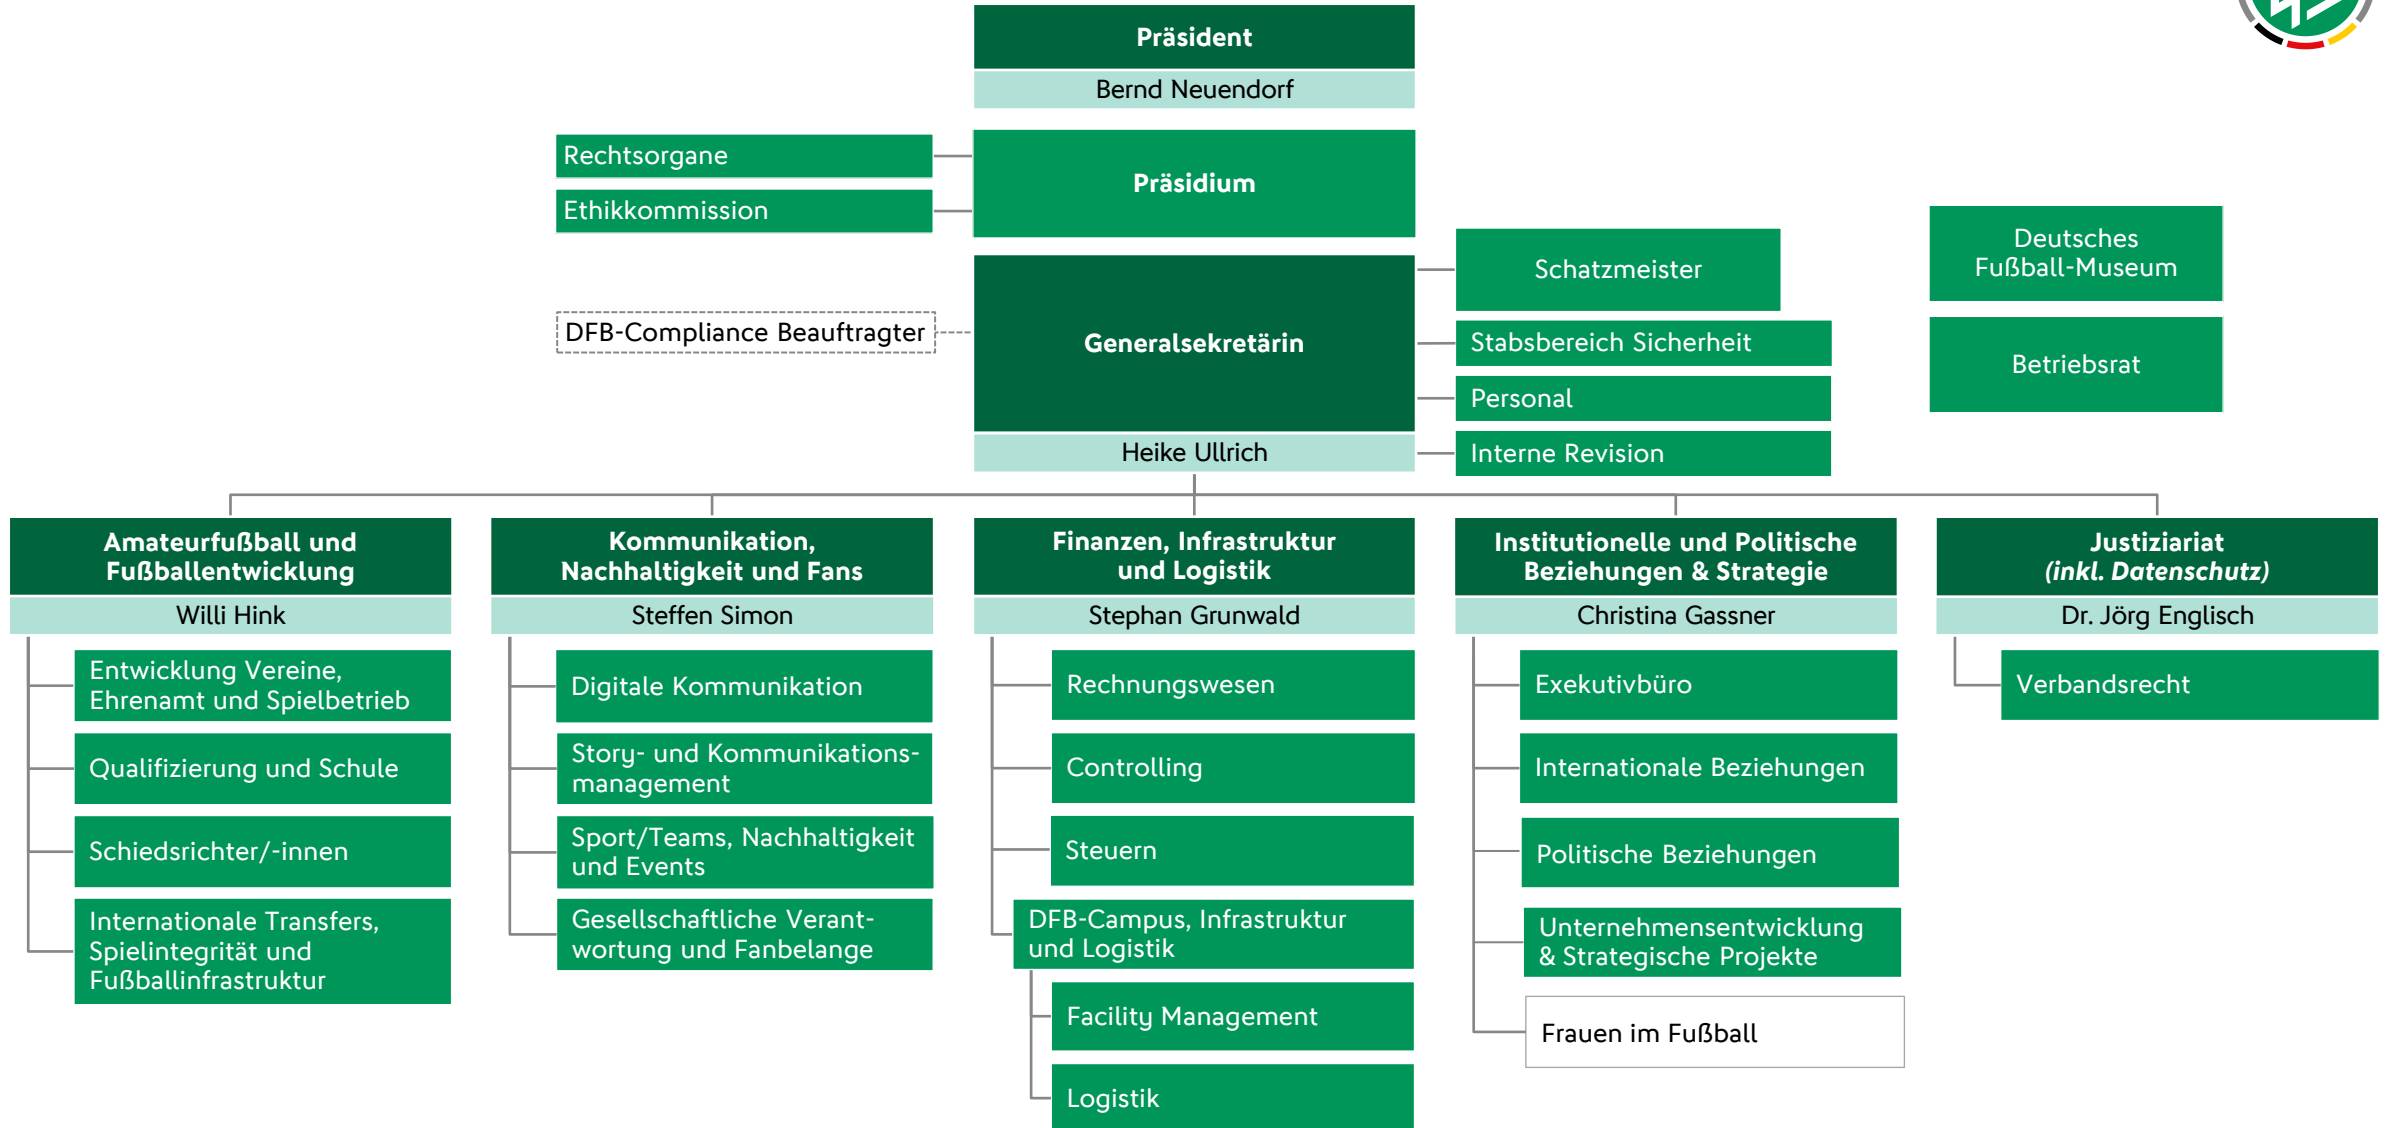 Präsident
Bernd Neuendorf
Rechtsorgane
Präsidium
Ethikkommission
Deutsches
Fußball-Museum
Schatzmeister
DFB-Compliance Beauftragter
Generalsekretärin
Stabsbereich Sicherheit
Betriebsrat
Personal
Heike Ullrich
Interne Revision
Amateurfußball und
Fußballentwicklung
Willi Hink
Entwicklung Vereine,
Ehrenamt und Spielbetrieb
Qualifizierung und Schule
Schiedsrichter/-innen
Internationale Transfers,
Spielintegrität und
Fußballinfrastruktur
Kommunikation,
Nachhaltigkeit und Fans
Steffen Simon
Digitale Kommunikation
Story- und Kommunikations-
management
Sport/Teams, Nachhaltigkeit
und Events
Gesellschaftliche Verant-
wortung und Fanbelange
Finanzen, Infrastruktur
und Logistik
Stephan Grunwald
Rechnungswesen
Controlling
Steuern
DFB-Campus, Infrastruktur
und Logistik
Facility Management
Logistik
Institutionelle und Politische
Beziehungen & Strategie
Christina Gassner
Exekutivbüro
Internationale Beziehungen
Politische Beziehungen
Unternehmensentwicklung
& Strategische Projekte
Frauen im Fußball
Justiziariat
(inkl. Datenschutz)
Dr. Jörg Englisch
Verbandsrecht